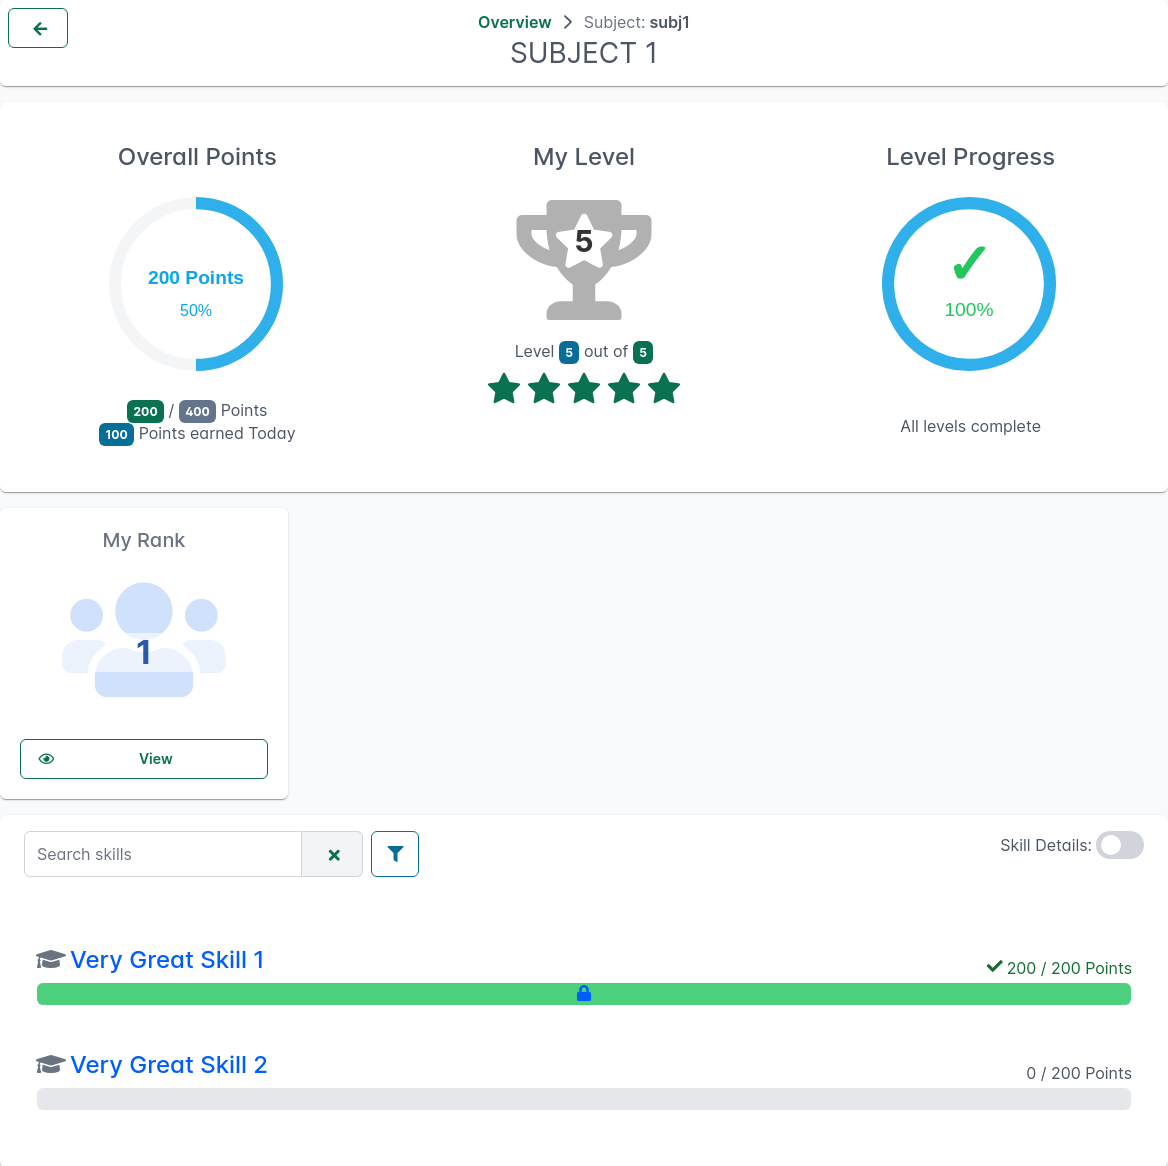 Overview > Subject: subj1
SUBJECT 1
Overall Points
200 Points
50%
200 / 400 Points
100 Points earned Today
My Level
5
Level 5 out of 5
Level Progress
✓
100%
All levels complete
My Rank
1
View
Search skills
Skill Details:
Very Great Skill 1
200 / 200 Points
Very Great Skill 2
0 / 200 Points